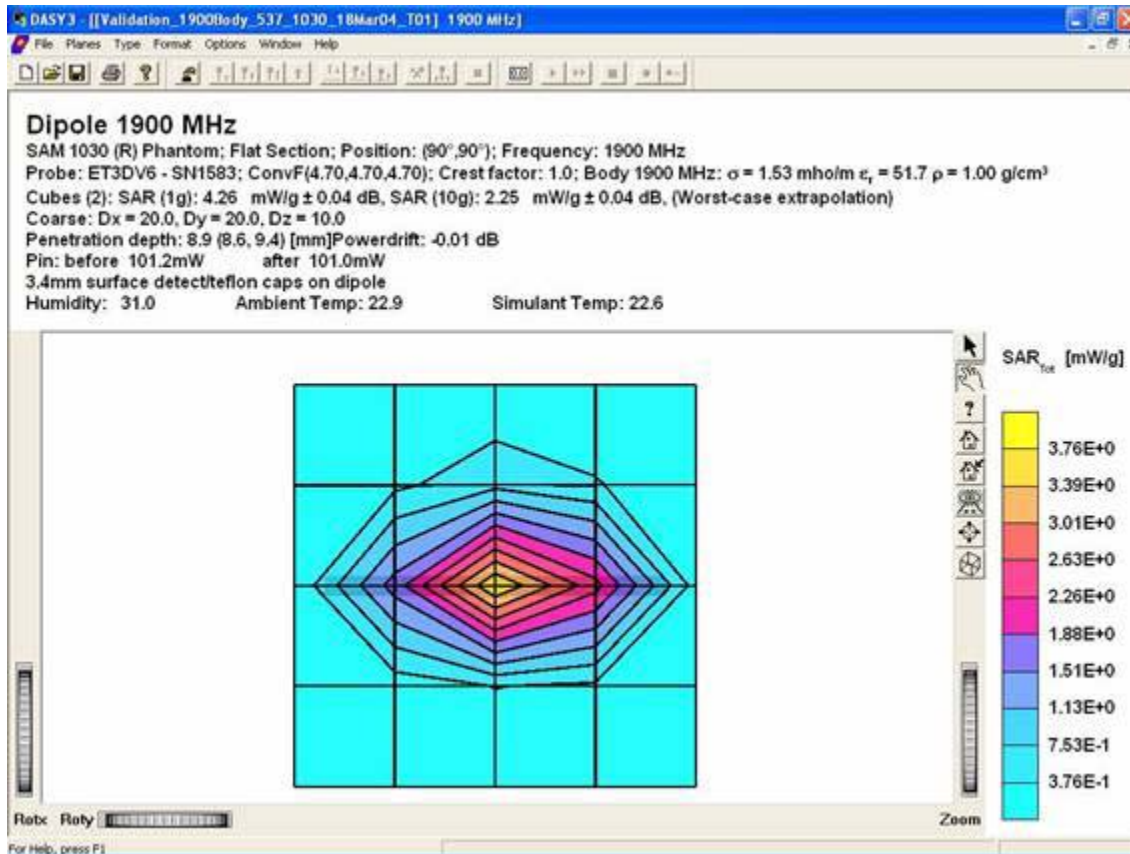 DASY3 - [[Validation_1900Body_537_1030_18Mar04_T01] 1900 MHz]
File Planes Type Format Options Window Help
Dipole 1900 MHz
SAM 1030 (R) Phantom; Flat Section; Position: (90°,90°); Frequency: 1900 MHz
Probe: ET3DV6 - SN1583; ConvF(4.70,4.70,4.70); Crest factor: 1.0; Body 1900 MHz: σ = 1.53 mho/m εr = 51.7 ρ = 1.00 g/cm³
Cubes (2): SAR (1g): 4.26 mW/g ± 0.04 dB, SAR (10g): 2.25 mW/g ± 0.04 dB, (Worst-case extrapolation)
Coarse: Dx = 20.0, Dy = 20.0, Dz = 10.0
Penetration depth: 8.9 (8.6, 9.4) [mm]Powerdrift: -0.01 dB
Pin: before 101.2mW after 101.0mW
3.4mm surface detect/teflon caps on dipole
Humidity: 31.0 Ambient Temp: 22.9 Simulant Temp: 22.6
SARTot [mW/g]
3.76E+0
3.39E+0
3.01E+0
2.63E+0
2.26E+0
1.88E+0
1.51E+0
1.13E+0
7.53E-1
3.76E-1
Rotx Roty Zoom
For Help, press F1